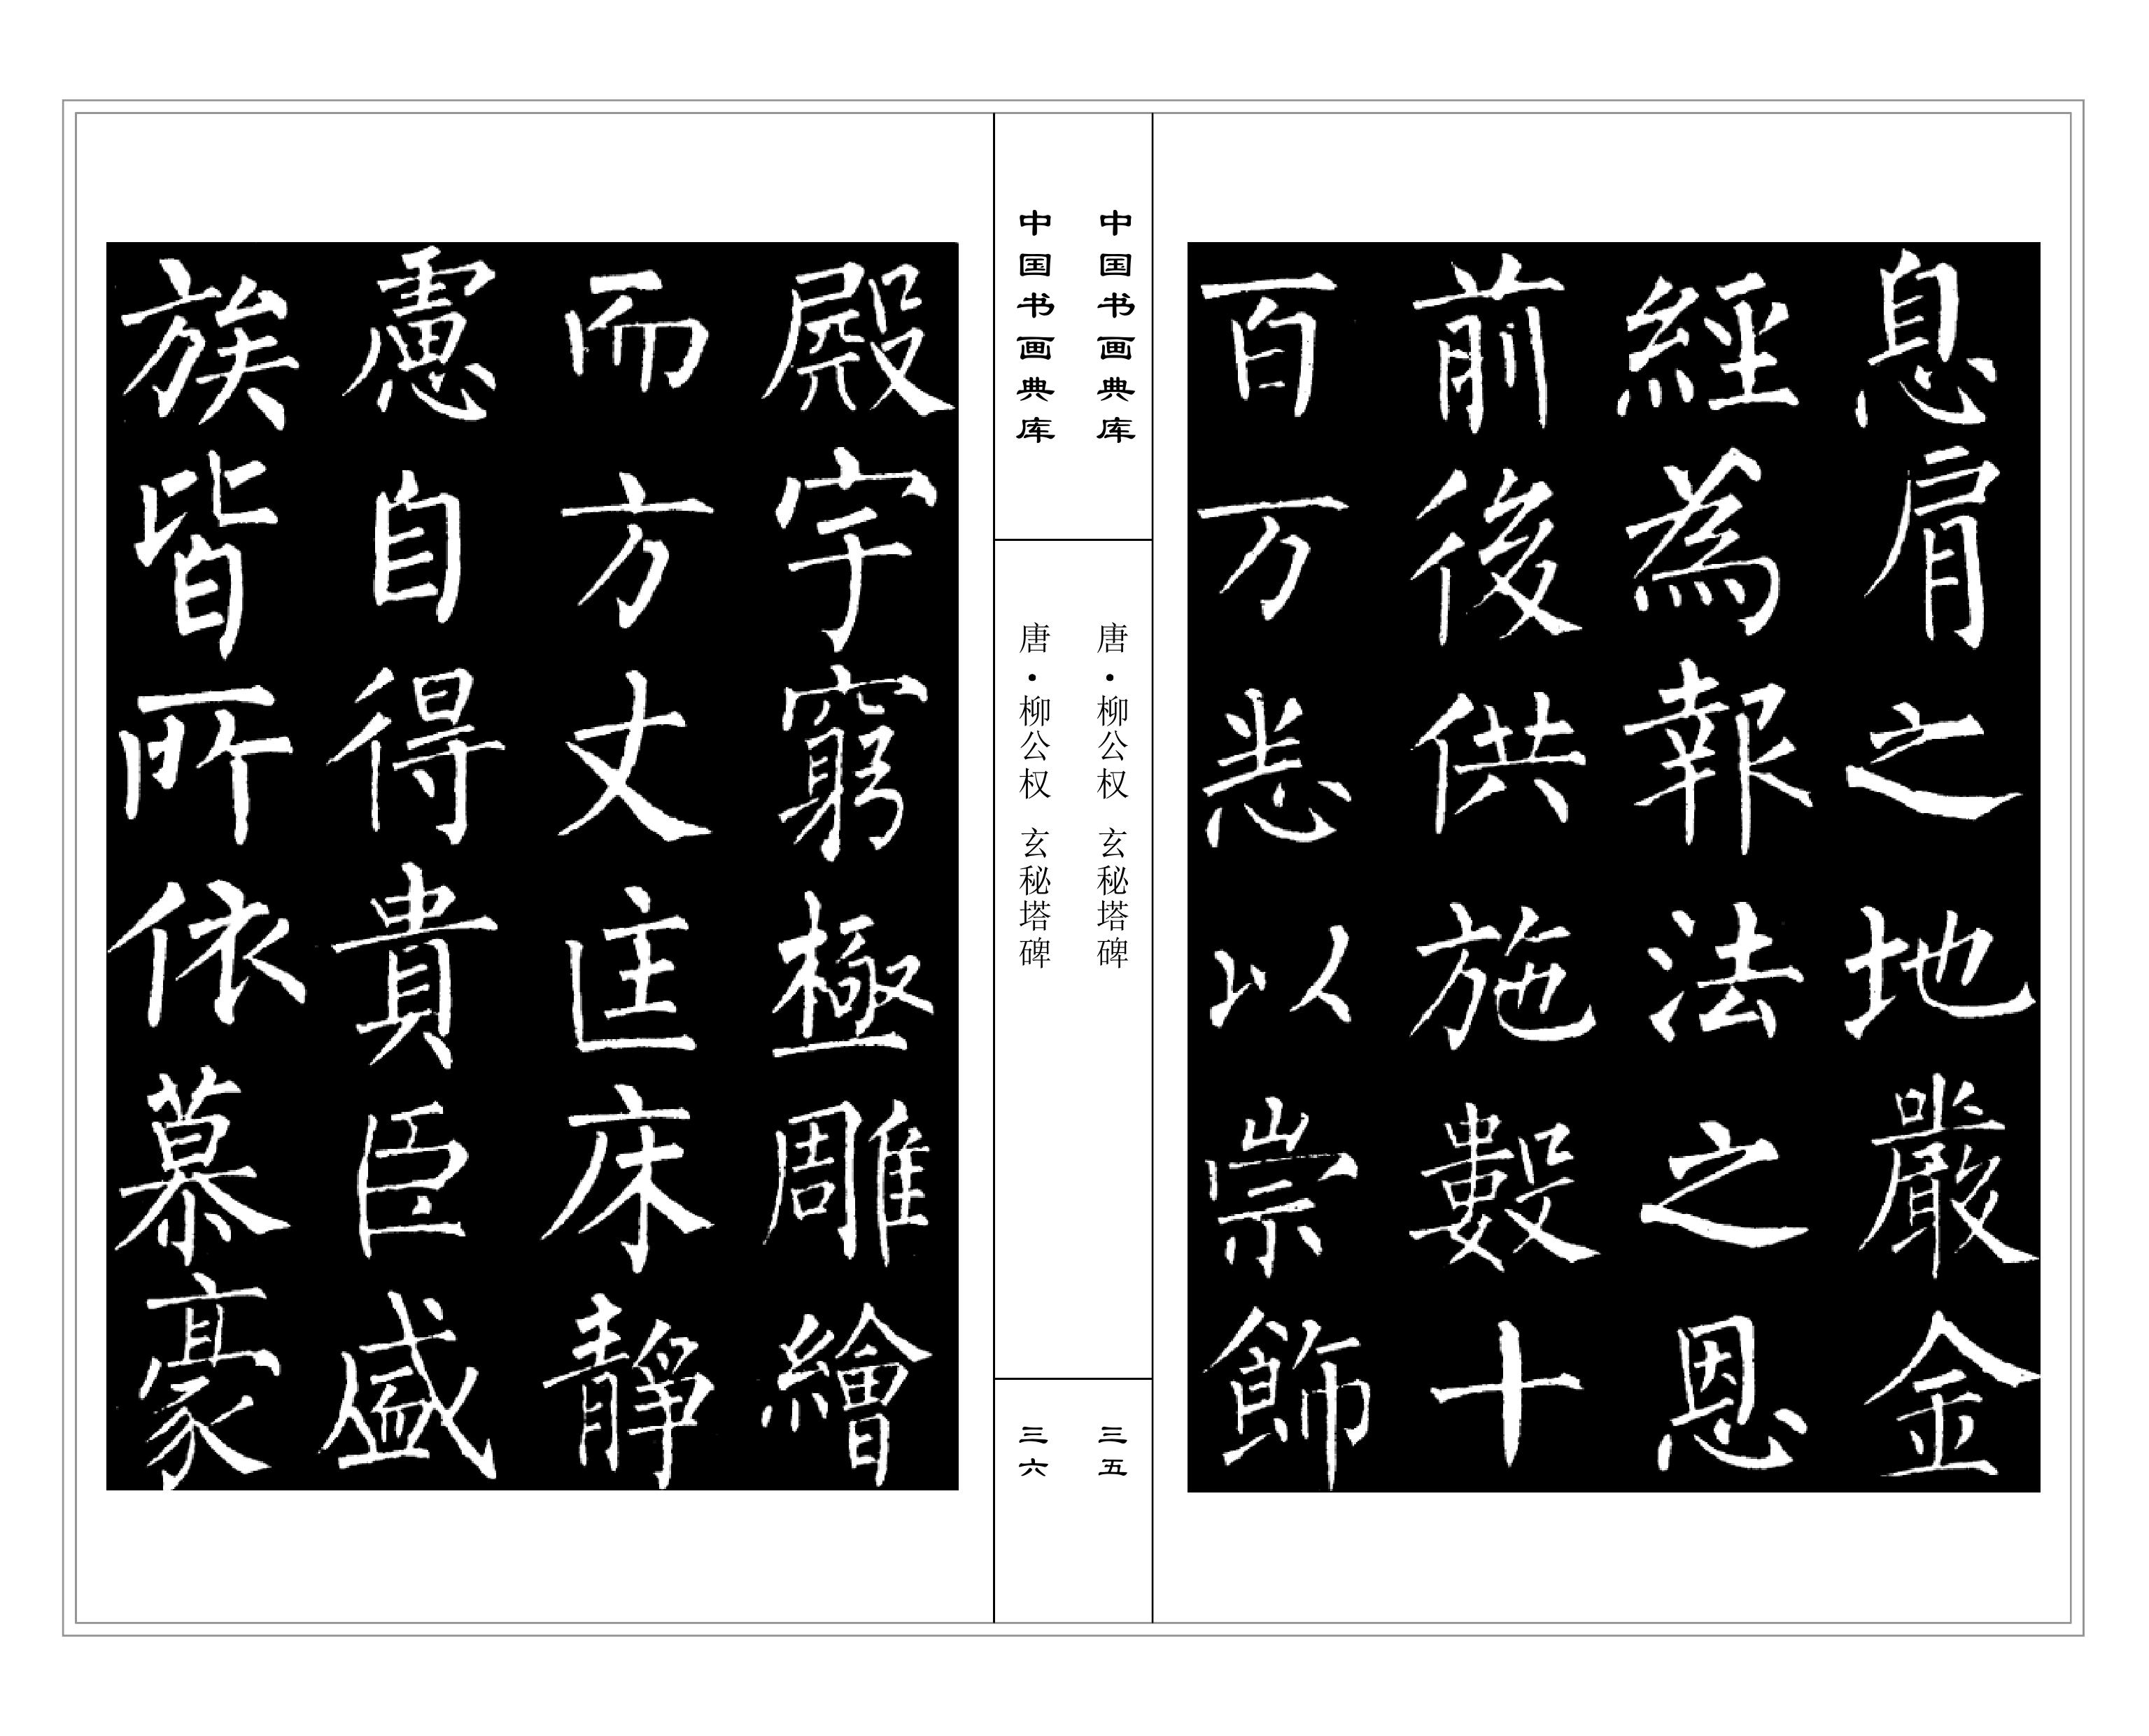 息肩之地嚴金
經為報法之恩
前後供施數十
百万悉以崇飾
中国书画典库
唐·柳公权 玄秘塔碑
三五
中国书画典库
唐·柳公权 玄秘塔碑
三六
殿宇窮極雕繪
而方丈匡床靜
慮自得貴臣盛
族皆所依慕豪